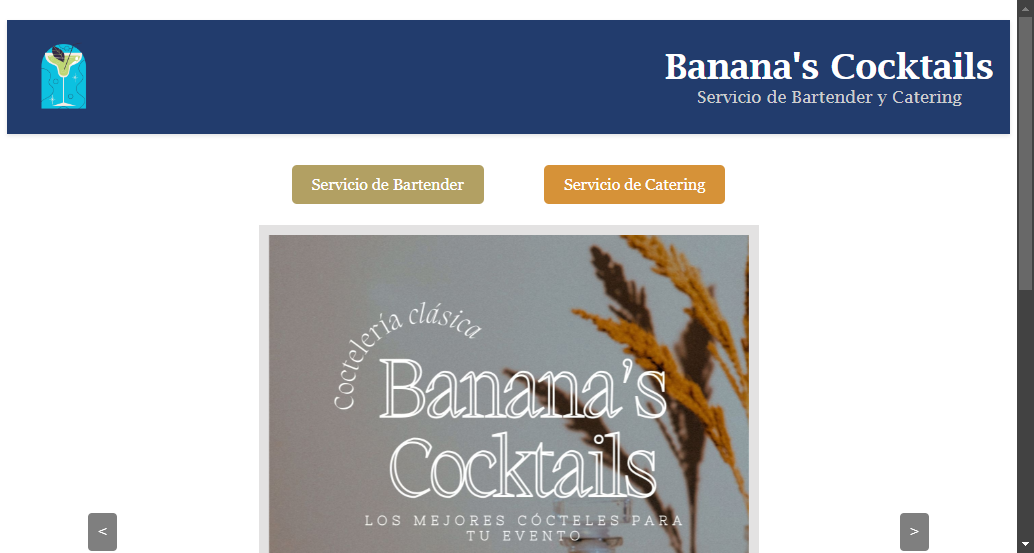 Banana's Cocktails
Servicio de Bartender y Catering
Servicio de Bartender
Servicio de Catering
Coctelería clásica
Banana's
Cocktails
LOS MEJORES CÓCTELES PARA
TU EVENTO
<
>